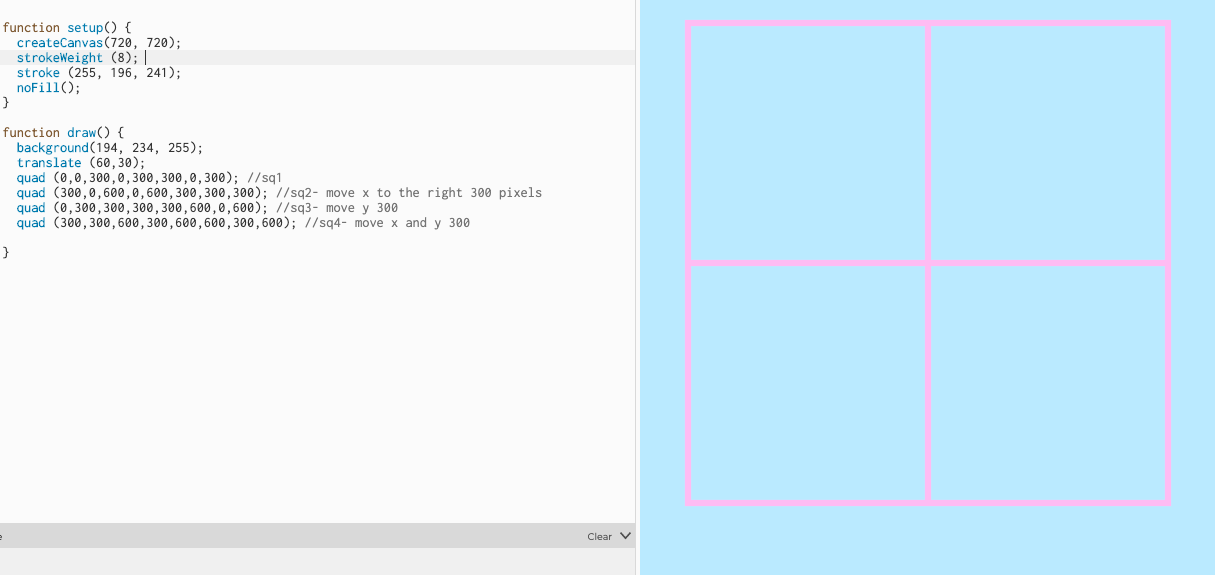 function setup() {
  createCanvas(720, 720);
  strokeWeight (8);
  stroke (255, 196, 241);
  noFill();
}
function draw() {
  background(194, 234, 255);
  translate (60,30);
  quad (0,0,300,0,300,300,0,300); //sq1
  quad (300,0,600,0,600,300,300,300); //sq2- move x to the right 300 pixels
  quad (0,300,300,300,300,600,0,600); //sq3- move y 300
  quad (300,300,600,300,600,600,300,600); //sq4- move x and y 300
}
Clear